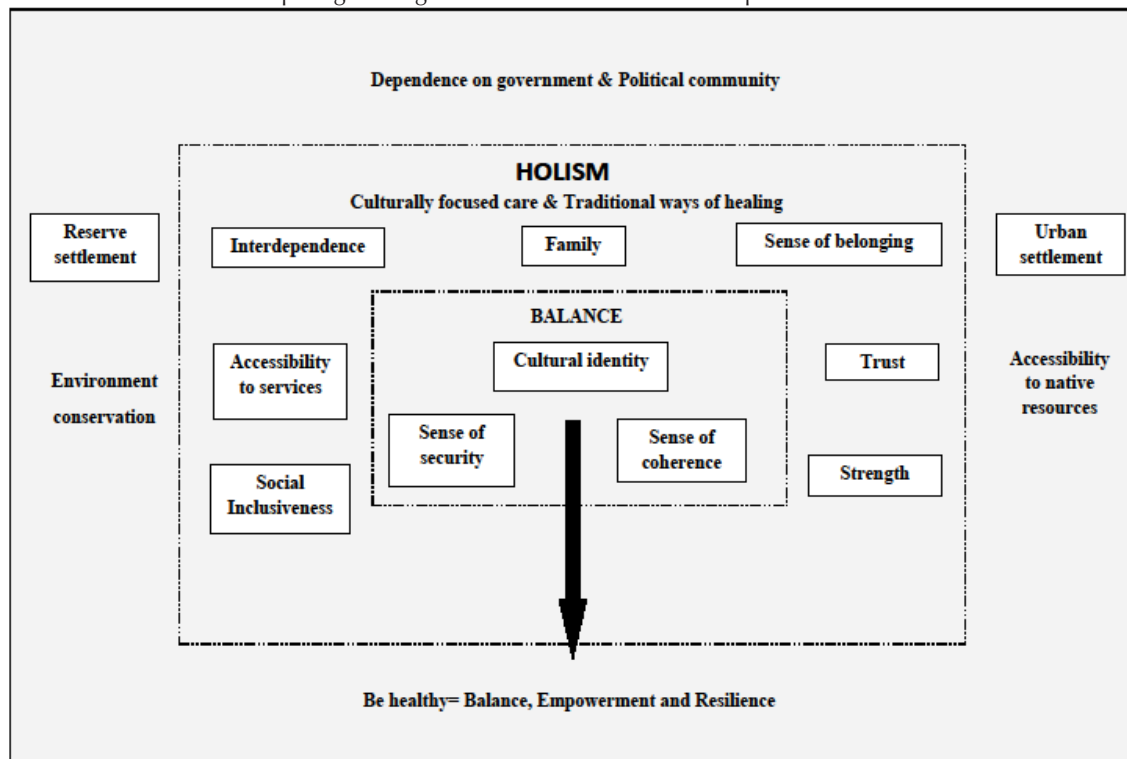 Dependence on government & Political community
HOLISM
Culturally focused care & Traditional ways of healing
Reserve
settlement
Interdependence
Family
Sense of belonging
Urban
settlement
BALANCE
Cultural identity
Accessibility
to services
Trust
Environment
conservation
Accessibility
to native
resources
Sense of
security
Sense of
coherence
Social
Inclusiveness
Strength
Be healthy= Balance, Empowerment and Resilience